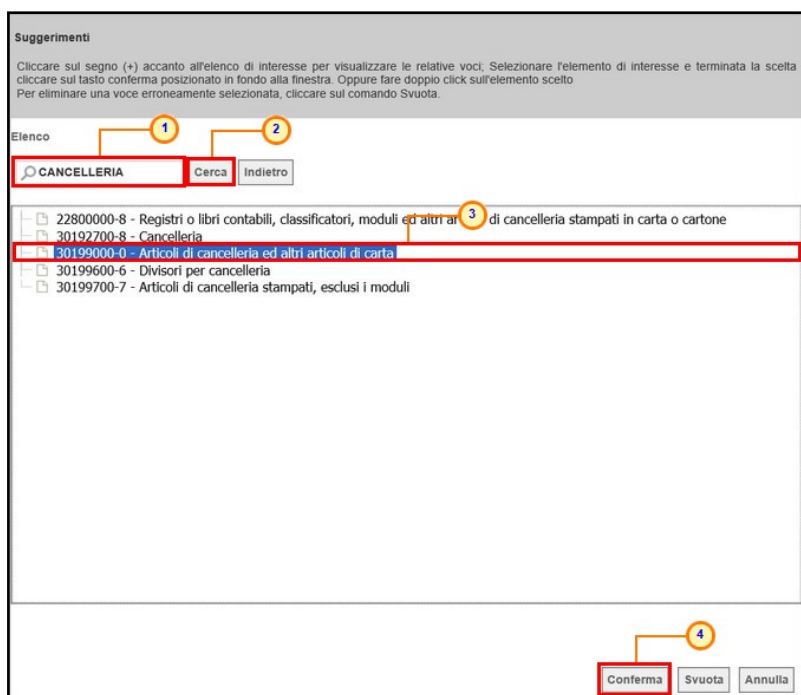 Suggerimenti
Cliccare sul segno (+) accanto all'elenco di interesse per visualizzare le relative voci; Selezionare l'elemento di interesse e terminata la scelta
cliccare sul tasto conferma posizionato in fondo alla finestra. Oppure fare doppio click sull'elemento scelto
Per eliminare una voce erroneamente selezionata, cliccare sul comando Svuota.
1
2
Elenco
CANCELLERIA Cerca Indietro
3
22800000-8 - Registri o libri contabili, classificatori, moduli ed altri di cancelleria stampati in carta o cartone
30192700-8 - Cancelleria
30199000-0 - Articoli di cancelleria ed altri articoli di carta
30199600-6 - Divisori per cancelleria
30199700-7 - Articoli di cancelleria stampati, esclusi i moduli
4
Conferma Svuota Annulla